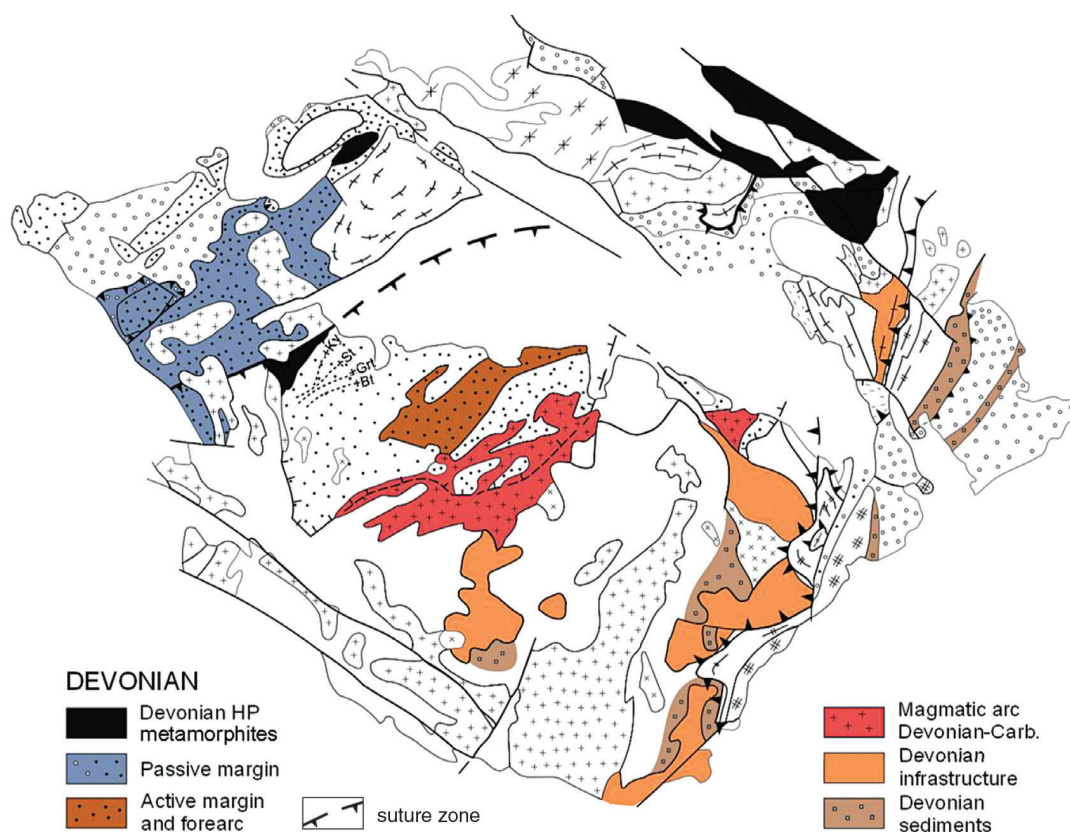 +Ky
+St
+Grt
+Bt
DEVONIAN
Devonian HP
metamorphites
Passive margin
Active margin
and forearc
suture zone
Magmatic arc
Devonian-Carb.
Devonian
infrastructure
Devonian
sediments